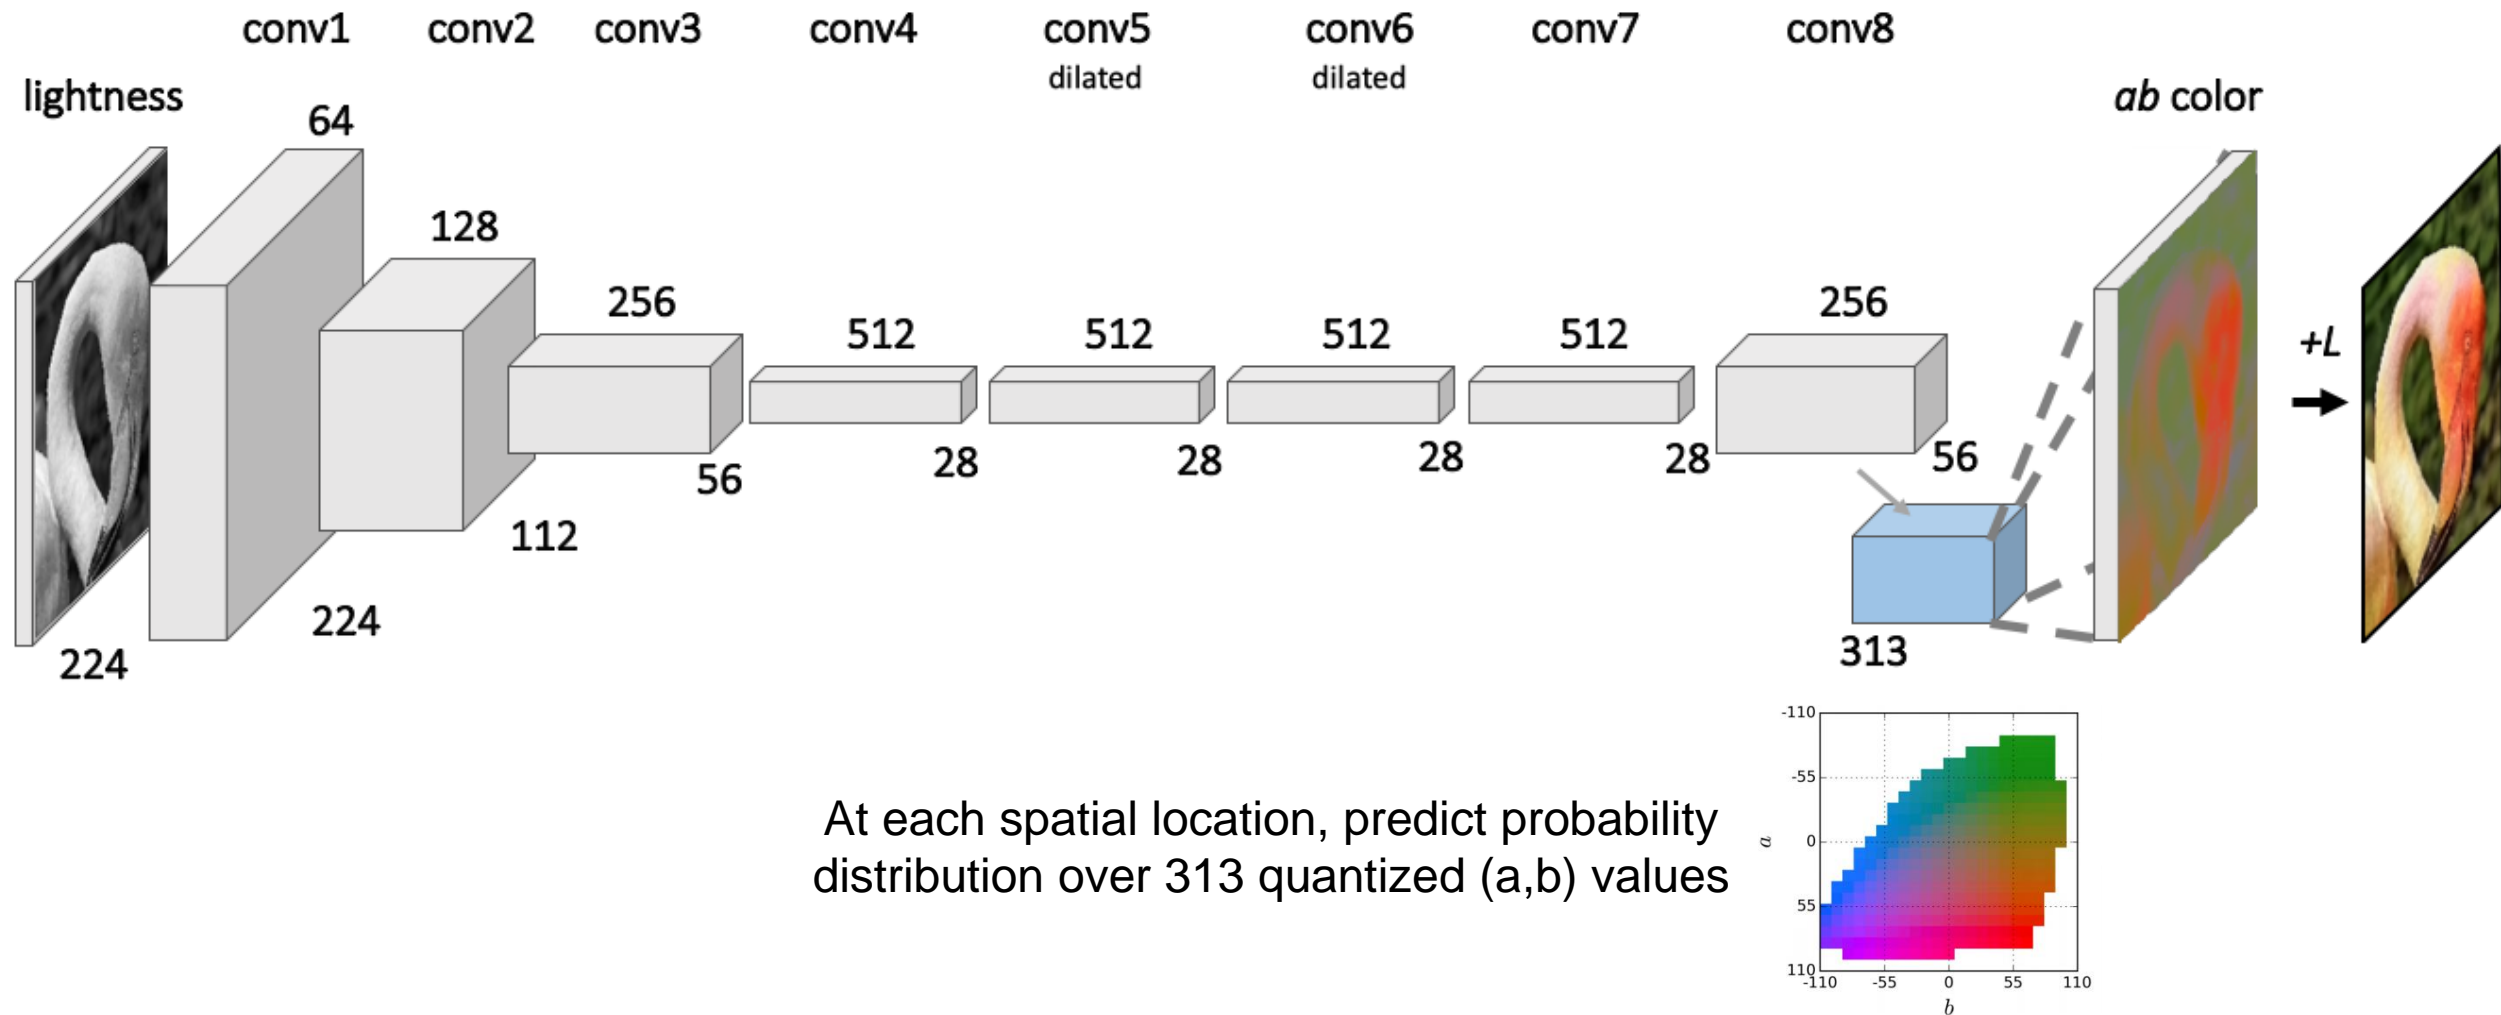 conv1 conv2 conv3 conv4 conv5 conv6 conv7 conv8
dilated dilated
lightness
ab color
64
128
256
512
512
512
512
256
+L
28
28
28
28
56
56
112
224
224
313
At each spatial location, predict probability
distribution over 313 quantized (a,b) values
-110
-55
0
55
110
a
-110 -55 0 55 110
b